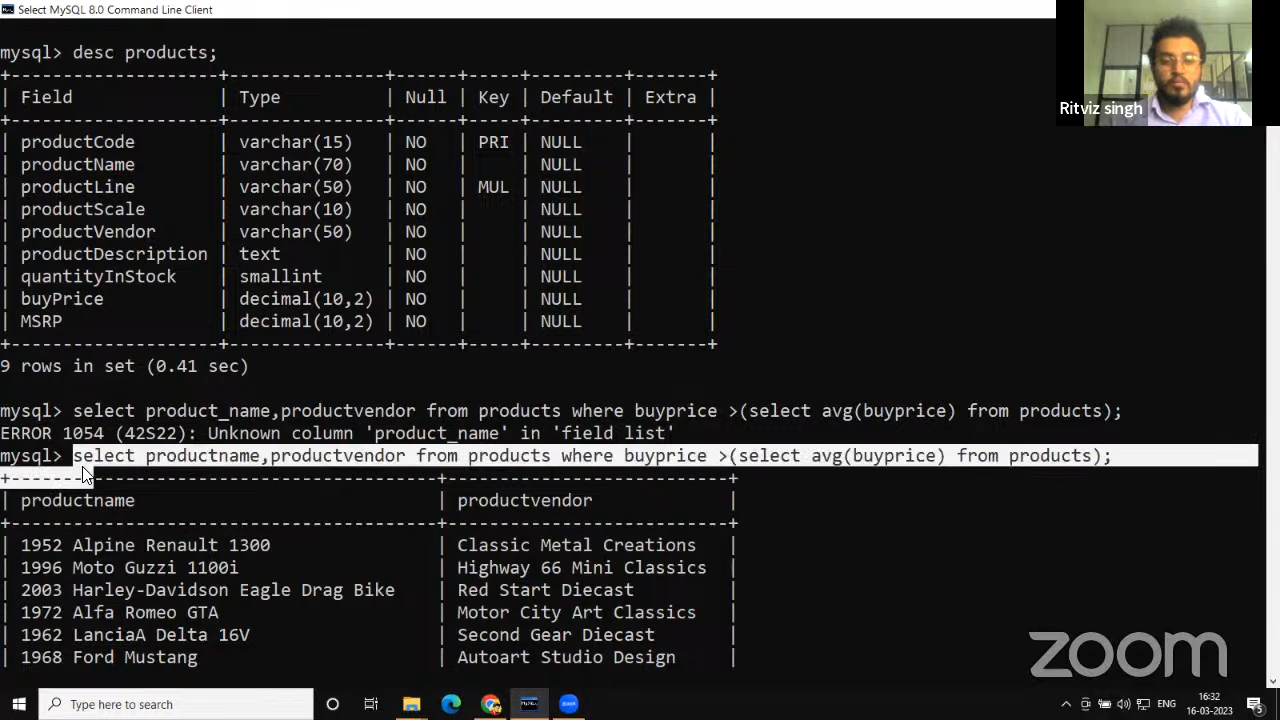 Select MySQL 8.0 Command Line Client
mysql> desc products;
+------------------+---------------+------+-----+---------+-------+
| Field | Type | Null | Key | Default | Extra |
+------------------+---------------+------+-----+---------+-------+
| productCode | varchar(15) | NO | PRI | NULL | |
| productName | varchar(70) | NO | | NULL | |
| productLine | varchar(50) | NO | MUL | NULL | |
| productScale | varchar(10) | NO | | NULL | |
| productVendor | varchar(50) | NO | | NULL | |
| productDescription | text | NO | | NULL | |
| quantityInStock | smallint | NO | | NULL | |
| buyPrice | decimal(10,2) | NO | | NULL | |
| MSRP | decimal(10,2) | NO | | NULL | |
+------------------+---------------+------+-----+---------+-------+
9 rows in set (0.41 sec)
mysql> select product_name,productvendor from products where buyprice >(select avg(buyprice) from products);
ERROR 1054 (42S22): Unknown column 'product_name' in 'field list'
mysql> select productname,productvendor from products where buyprice >(select avg(buyprice) from products);
+-----------------------------------------+---------------------------+
| productname | productvendor |
+-----------------------------------------+---------------------------+
| 1952 Alpine Renault 1300 | Classic Metal Creations |
| 1996 Moto Guzzi 1100i | Highway 66 Mini Classics |
| 2003 Harley-Davidson Eagle Drag Bike | Red Start Diecast |
| 1972 Alfa Romeo GTA | Motor City Art Classics |
| 1962 LanciaA Delta 16V | Second Gear Diecast |
| 1968 Ford Mustang | Autoart Studio Design |
Ritviz singh
zoom
Type here to search
ENG
16:32
16-03-2023
5